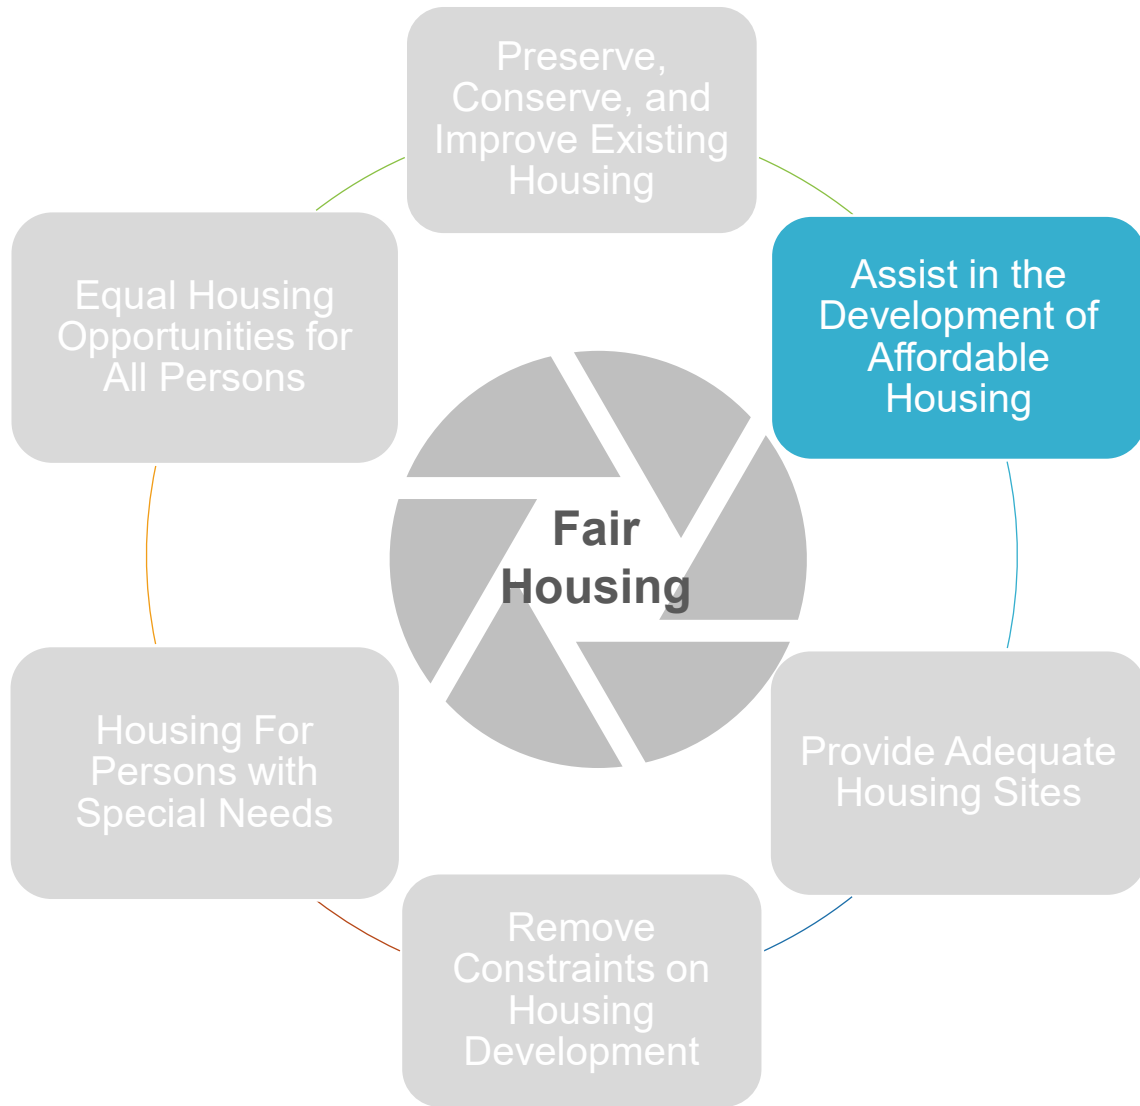 Preserve,
Conserve, and
Improve Existing
Housing
Assist in the
Development of
Affordable
Housing
Provide Adequate
Housing Sites
Remove
Constraints on
Housing
Development
Housing For
Persons with
Special Needs
Equal Housing
Opportunities for
All Persons
Fair
Housing